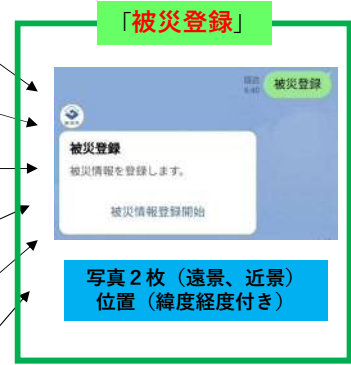 「被災登録」
既読
6:40
被災登録
被災登録
被災情報を登録します。
被災情報登録開始
写真２枚（遠景、近景）
位置（緯度経度付き）